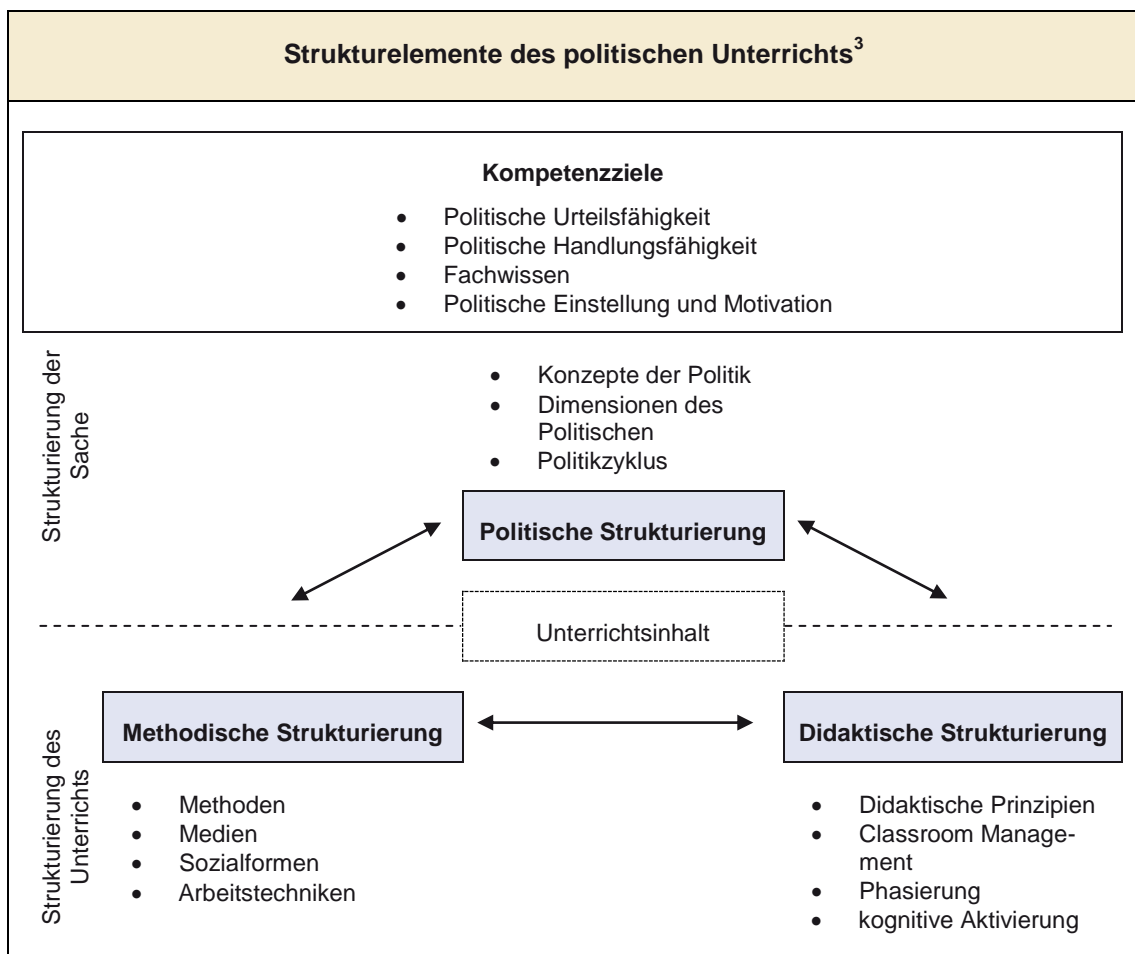 Strukturelemente des politischen Unterrichts³
Kompetenzziele
• Politische Urteilsfähigkeit
• Politische Handlungsfähigkeit
• Fachwissen
• Politische Einstellung und Motivation
Strukturierung der
Sache
• Konzepte der Politik
• Dimensionen des
Politischen
• Politikzyklus
Politische Strukturierung
Unterrichtsinhalt
Methodische Strukturierung
Didaktische Strukturierung
Strukturierung des
Unterrichts
• Methoden
• Medien
• Sozialformen
• Arbeitstechniken
• Didaktische Prinzipien
• Classroom Manage-
ment
• Phasierung
• kognitive Aktivierung